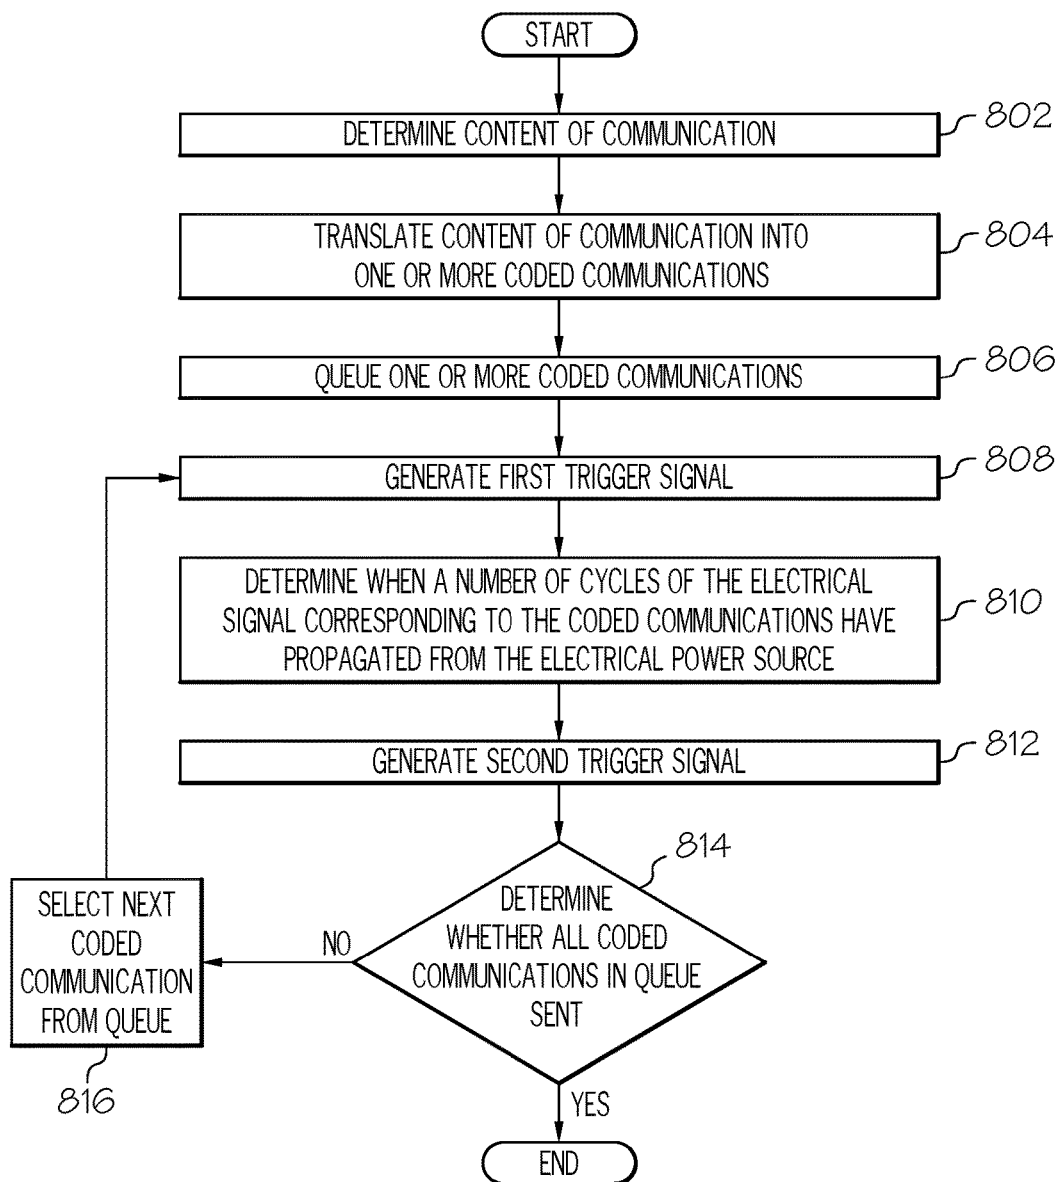 START
DETERMINE CONTENT OF COMMUNICATION
802
TRANSLATE CONTENT OF COMMUNICATION INTO
ONE OR MORE CODED COMMUNICATIONS
804
QUEUE ONE OR MORE CODED COMMUNICATIONS
806
GENERATE FIRST TRIGGER SIGNAL
808
DETERMINE WHEN A NUMBER OF CYCLES OF THE ELECTRICAL
SIGNAL CORRESPONDING TO THE CODED COMMUNICATIONS HAVE
PROPAGATED FROM THE ELECTRICAL POWER SOURCE
810
GENERATE SECOND TRIGGER SIGNAL
812
DETERMINE
WHETHER ALL CODED
COMMUNICATIONS IN QUEUE
SENT
814
NO
SELECT NEXT
CODED
COMMUNICATION
FROM QUEUE
816
YES
END